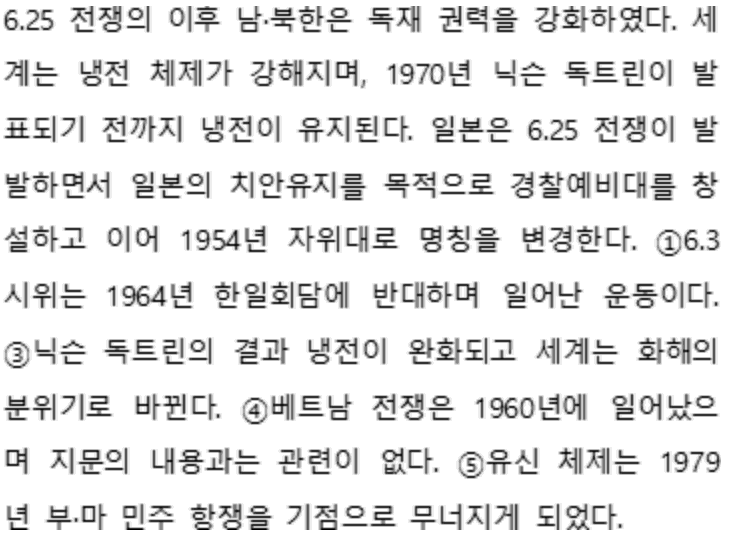 6.25 전쟁의 이후 남·북한은 독재 권력을 강화하였다. 세
계는 냉전 체제가 강해지며, 1970년 닉슨 독트린이 발
표되기 전까지 냉전이 유지된다. 일본은 6.25 전쟁이 발
발하면서 일본의 치안유지를 목적으로 경찰예비대를 창
설하고 이어 1954년 자위대로 명칭을 변경한다. ①6.3
시위는 1964년 한일회담에 반대하며 일어난 운동이다.
③닉슨 독트린의 결과 냉전이 완화되고 세계는 화해의
분위기로 바뀐다. ④베트남 전쟁은 1960년에 일어났으
며 지문의 내용과는 관련이 없다. ⑤유신 체제는 1979
년 부·마 민주 항쟁을 기점으로 무너지게 되었다.